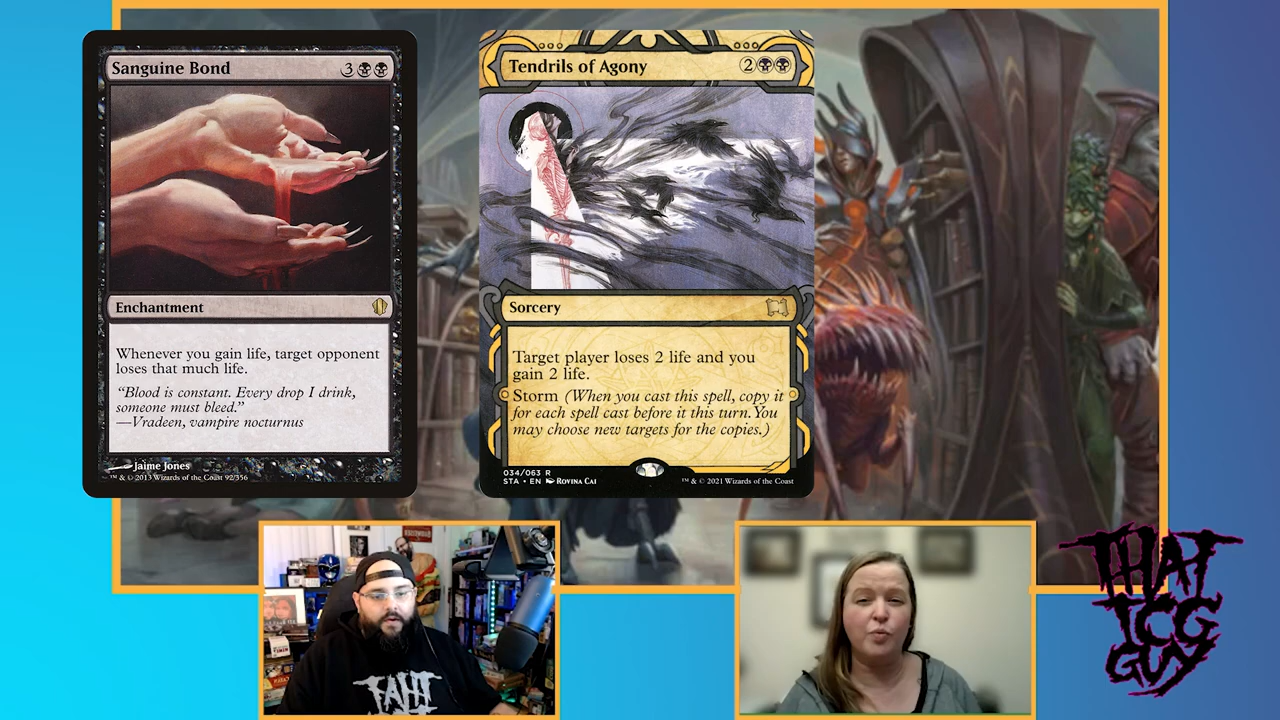 Sanguine Bond 3
Enchantment
Whenever you gain life, target opponent
loses that much life.
“Blood is constant. Every drop I drink,
someone must bleed.”
—Vradeen, vampire nocturnus
Jaime Jones
™ & © 2013 Wizards of the Coast 92/356
Tendrils of Agony 2
Sorcery
Target player loses 2 life and you
gain 2 life.
Storm (When you cast this spell, copy it
for each spell cast before it this turn. You
may choose new targets for the copies.)
034/063 R
STA • EN Rovina Cai
™ & © 2021 Wizards of the Coast
THAT
TCG
GUY